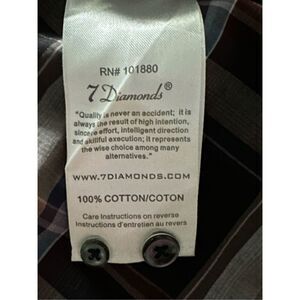 RN# 101880
7 Diamonds®
"Quality is never an accident; it is
always the result of high intention,
sincere effort, intelligent direction
and skillful execution; it represents
the wise choice among many
alternatives."
WWW.7DIAMONDS.COM
100% COTTON/COTON
Care Instructions on reverse
Instructions d'entretien au revers